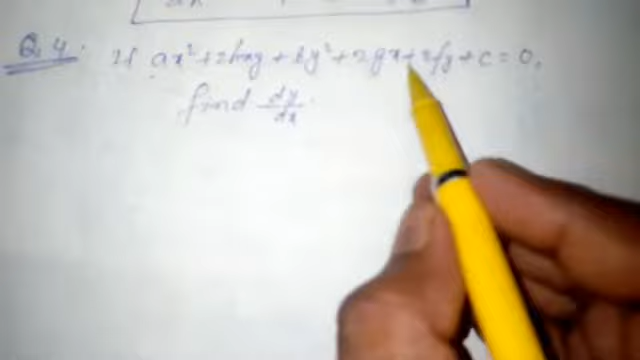 Q.4. If ax²+2hxy+by²+2gx+2fy+c=0,
find dy/dx.